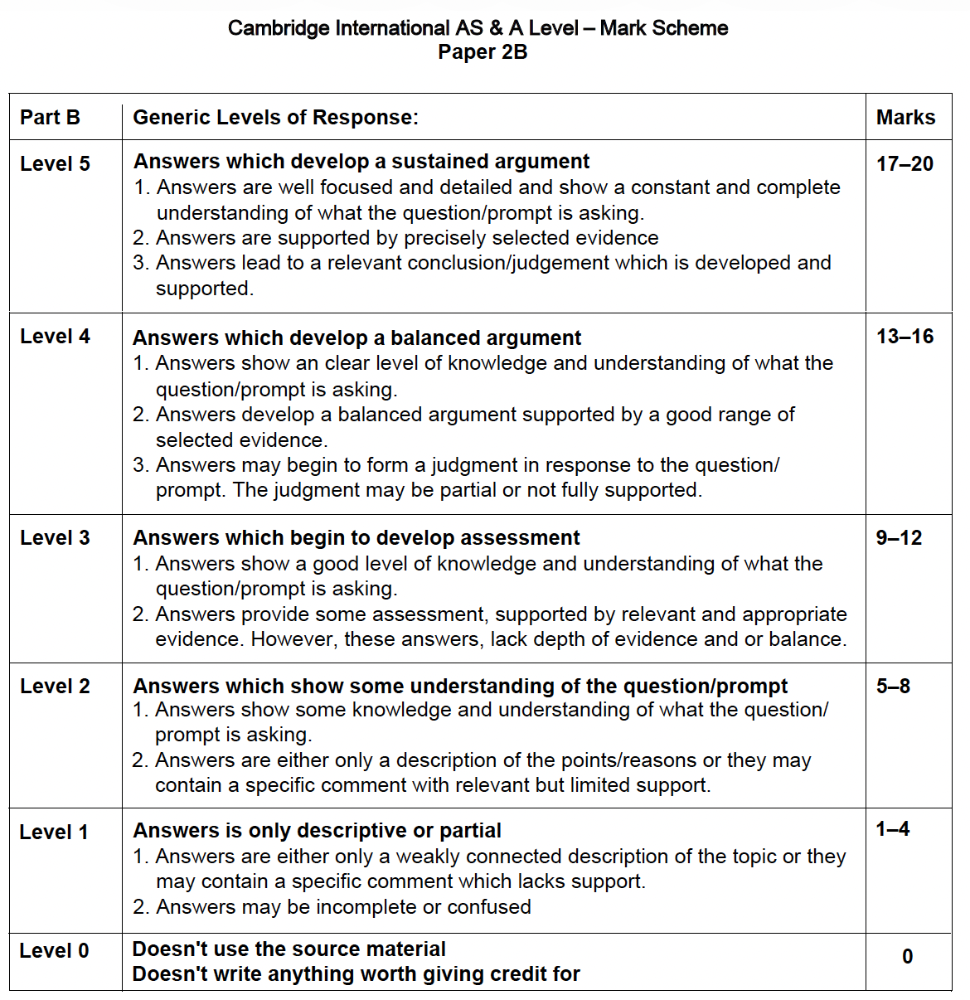 Cambridge International AS & A Level – Mark Scheme
Paper 2B
Part B Generic Levels of Response: Marks
Level 5 Answers which develop a sustained argument 17–20
1. Answers are well focused and detailed and show a constant and complete
understanding of what the question/prompt is asking.
2. Answers are supported by precisely selected evidence
3. Answers lead to a relevant conclusion/judgement which is developed and
supported.
Level 4 Answers which develop a balanced argument 13–16
1. Answers show an clear level of knowledge and understanding of what the
question/prompt is asking.
2. Answers develop a balanced argument supported by a good range of
selected evidence.
3. Answers may begin to form a judgment in response to the question/
prompt. The judgment may be partial or not fully supported.
Level 3 Answers which begin to develop assessment 9–12
1. Answers show a good level of knowledge and understanding of what the
question/prompt is asking.
2. Answers provide some assessment, supported by relevant and appropriate
evidence. However, these answers, lack depth of evidence and or balance.
Level 2 Answers which show some understanding of the question/prompt 5–8
1. Answers show some knowledge and understanding of what the question/
prompt is asking.
2. Answers are either only a description of the points/reasons or they may
contain a specific comment with relevant but limited support.
Level 1 Answers is only descriptive or partial 1–4
1. Answers are either only a weakly connected description of the topic or they
may contain a specific comment which lacks support.
2. Answers may be incomplete or confused
Level 0 Doesn't use the source material 0
Doesn't write anything worth giving credit for